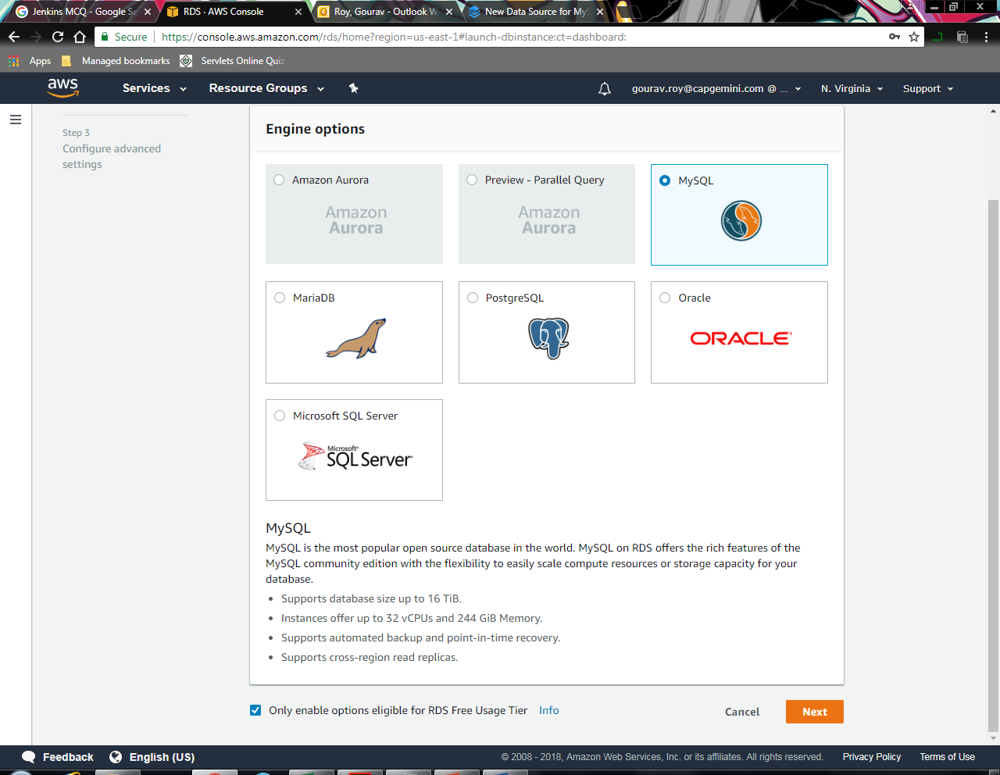 Jenkins MCQ - Google Se
RDS · AWS Console
Roy, Gourav - Outlook W
New Data Source for MyS
Secure
https://console.aws.amazon.com/rds/home?region=us-east-1#launch-dbinstance:ct=dashboard:
Apps
Managed bookmarks
Servlets Online Quiz
aws
Services
Resource Groups
gourav.roy@capgemini.com @ ...
N. Virginia
Support
Step 3
Configure advanced
settings
Engine options
Amazon Aurora
Amazon
Aurora
Preview - Parallel Query
Amazon
Aurora
MySQL
MariaDB
PostgreSQL
Oracle
ORACLE
Microsoft SQL Server
Microsoft
SQL Server
MySQL
MySQL is the most popular open source database in the world. MySQL on RDS offers the rich features of the
MySQL community edition with the flexibility to easily scale compute resources or storage capacity for your
database.
• Supports database size up to 16 TiB.
• Instances offer up to 32 vCPUs and 244 GiB Memory.
• Supports automated backup and point-in-time recovery.
• Supports cross-region read replicas.
Only enable options eligible for RDS Free Usage Tier
Info
Cancel
Next
Feedback
English (US)
© 2008 - 2018, Amazon Web Services, Inc. or its affiliates. All rights reserved.
Privacy Policy
Terms of Use